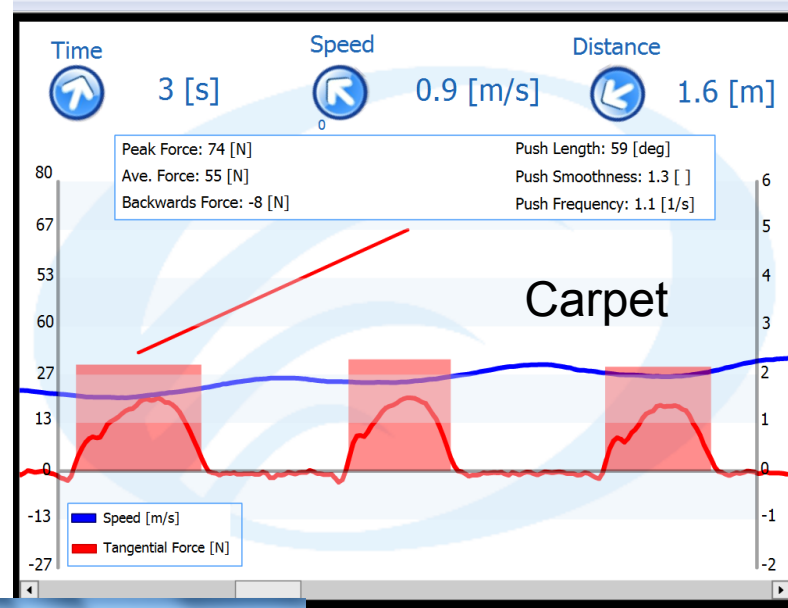 Time Speed Distance
3 [s] 0.9 [m/s] 1.6 [m]
0
Peak Force: 74 [N] Push Length: 59 [deg]
Ave. Force: 55 [N] Push Smoothness: 1.3 [ ]
Backwards Force: -8 [N] Push Frequency: 1.1 [1/s]
80 6
67 5
53 4
Carpet
60 3
27 2
13 1
0 0
-13 -1
Speed [m/s]
Tangential Force [N]
-27 -2